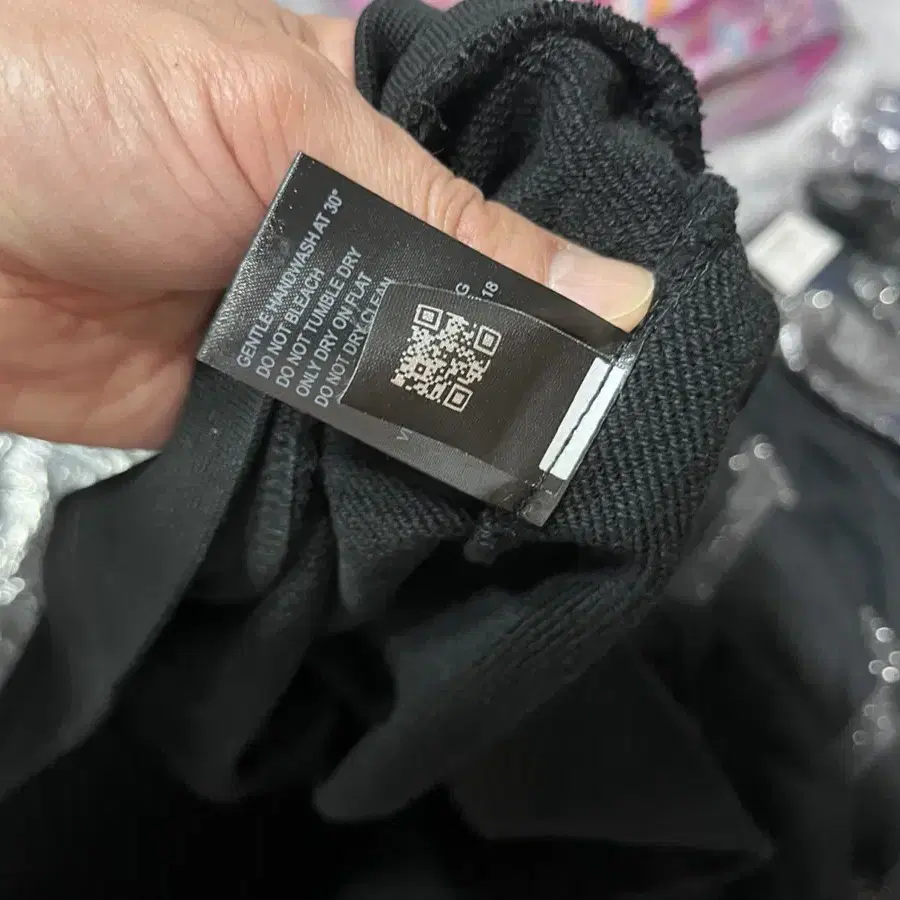 GENTLE HANDWASH AT 30°
DO NOT BLEACH
DO NOT TUMBLE DRY
ONLY DRY ON FLAT
DO NOT DRY CLEAN
G
18